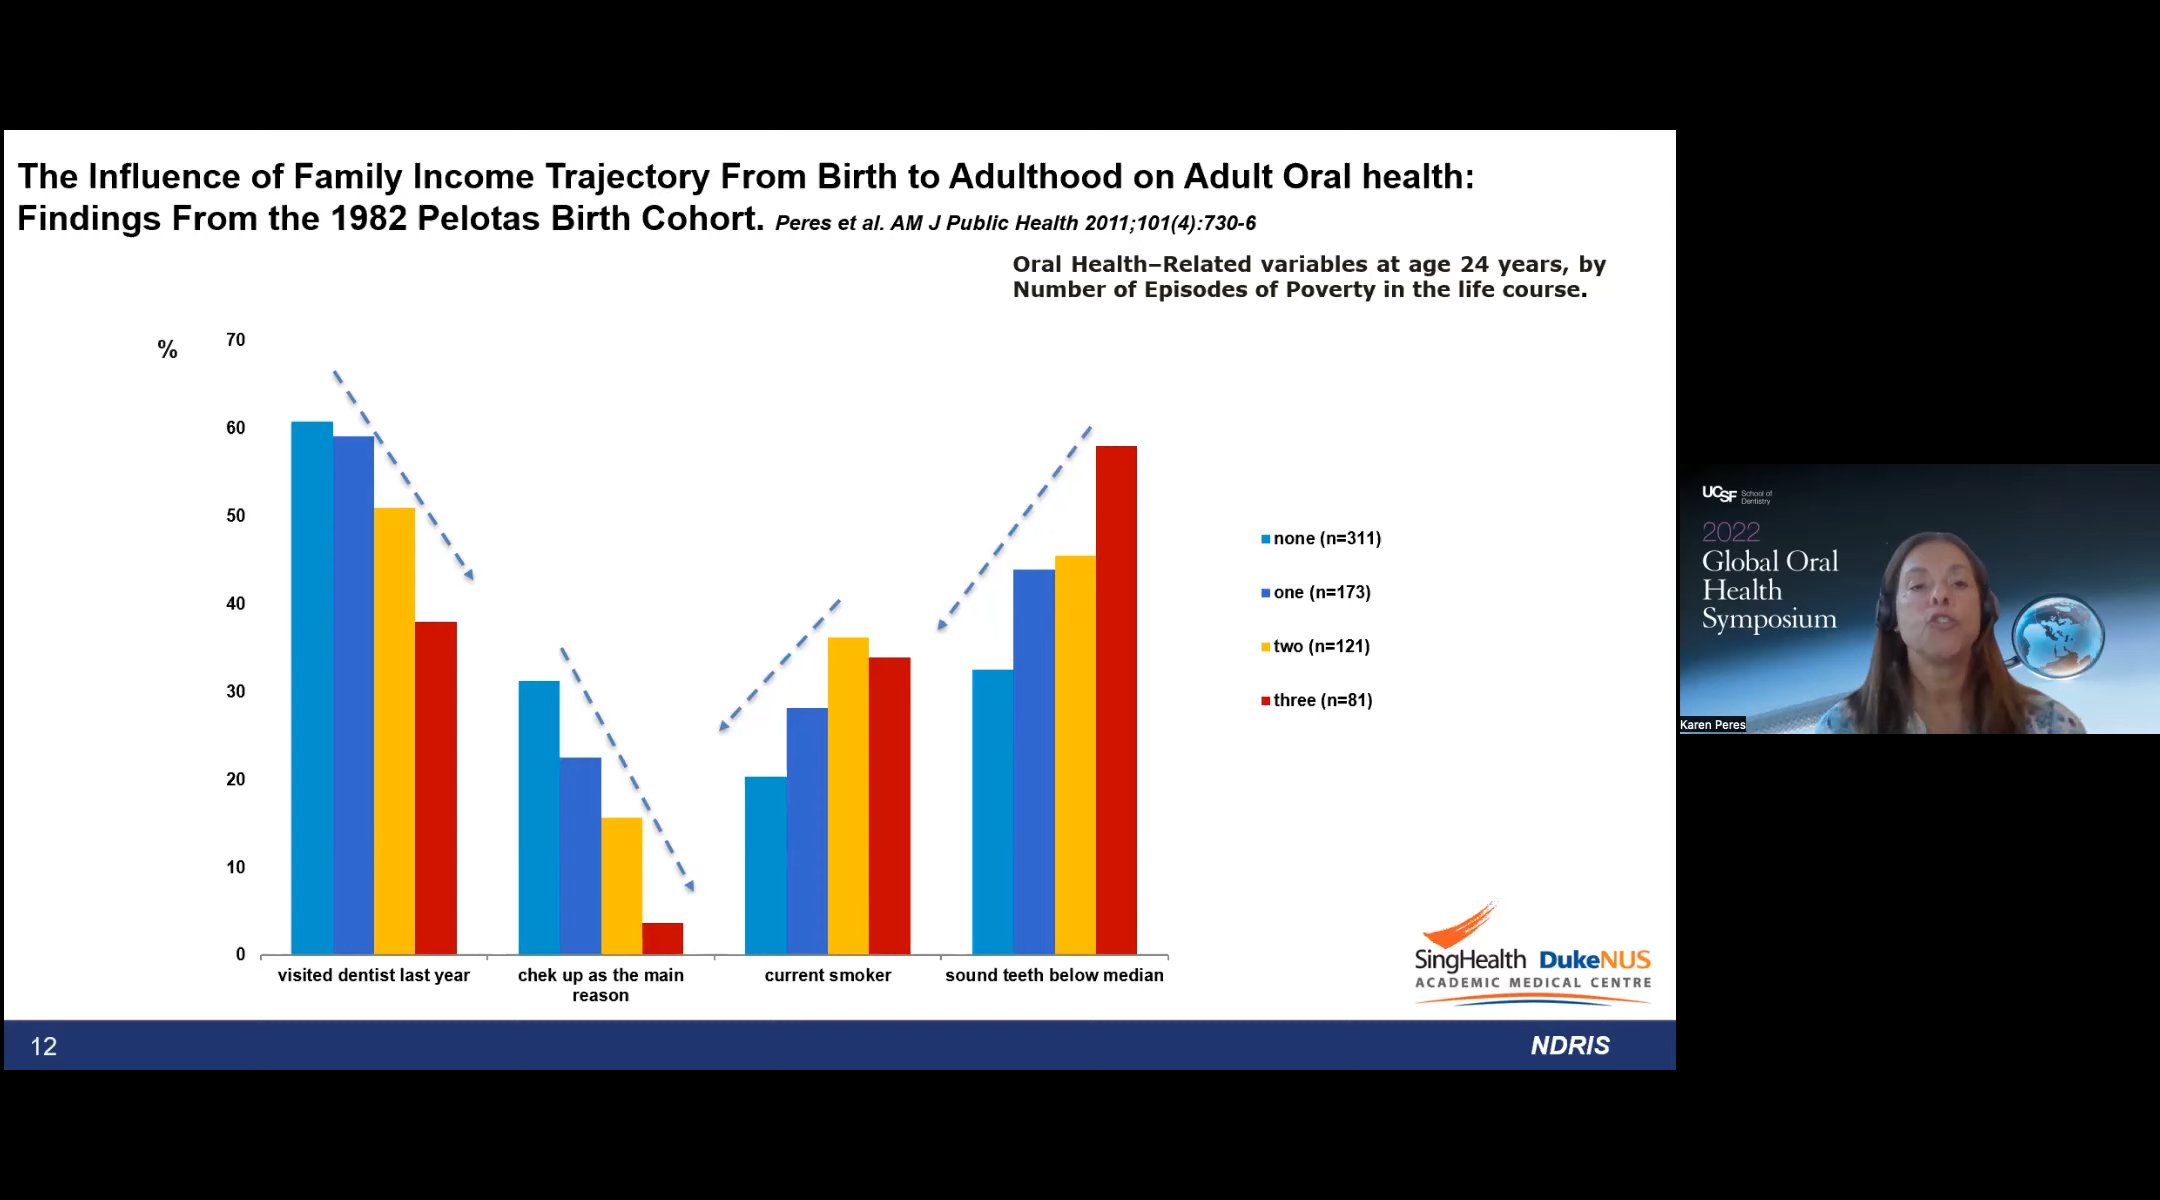 The Influence of Family Income Trajectory From Birth to Adulthood on Adult Oral health:
Findings From the 1982 Pelotas Birth Cohort. Peres et al. AM J Public Health 2011;101(4):730-6
Oral Health–Related variables at age 24 years, by
Number of Episodes of Poverty in the life course.
%
70
60
50
40
30
20
10
0
visited dentist last year
chek up as the main
reason
current smoker
sound teeth below median
none (n=311)
one (n=173)
two (n=121)
three (n=81)
SingHealth DukeNUS
ACADEMIC MEDICAL CENTRE
12
NDRIS
UCSF School of
Dentistry
2022
Global Oral
Health
Symposium
Karen Peres